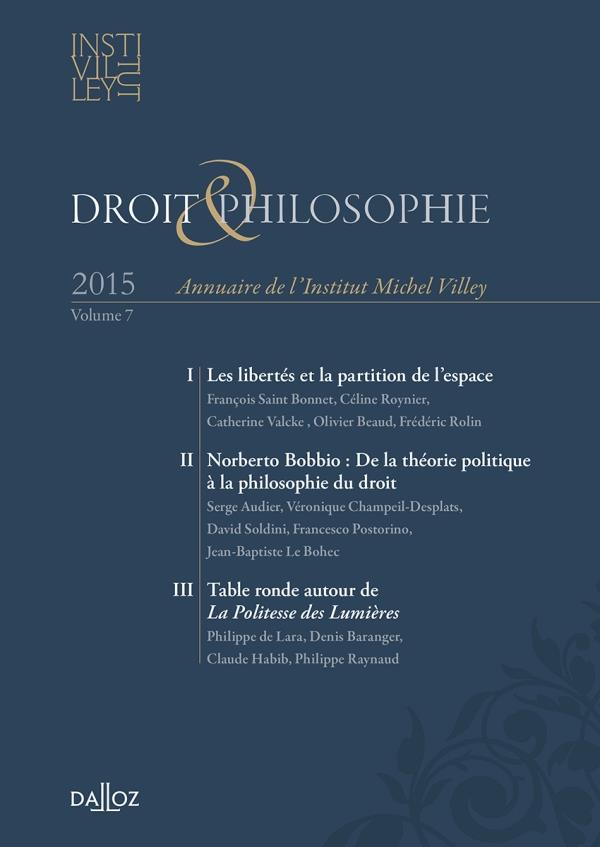 INSTI
VIL TUT
LEY
DROIT & PHILOSOPHIE
2015 Annuaire de l’Institut Michel Villey
Volume 7
I Les libertés et la partition de l’espace
François Saint Bonnet, Céline Roynier,
Catherine Valcke , Olivier Beaud, Frédéric Rolin
II Norberto Bobbio : De la théorie politique
à la philosophie du droit
Serge Audier, Véronique Champeil-Desplats,
David Soldini, Francesco Postorino,
Jean-Baptiste Le Bohec
III Table ronde autour de
La Politesse des Lumières
Philippe de Lara, Denis Baranger,
Claude Habib, Philippe Raynaud
DALLOZ